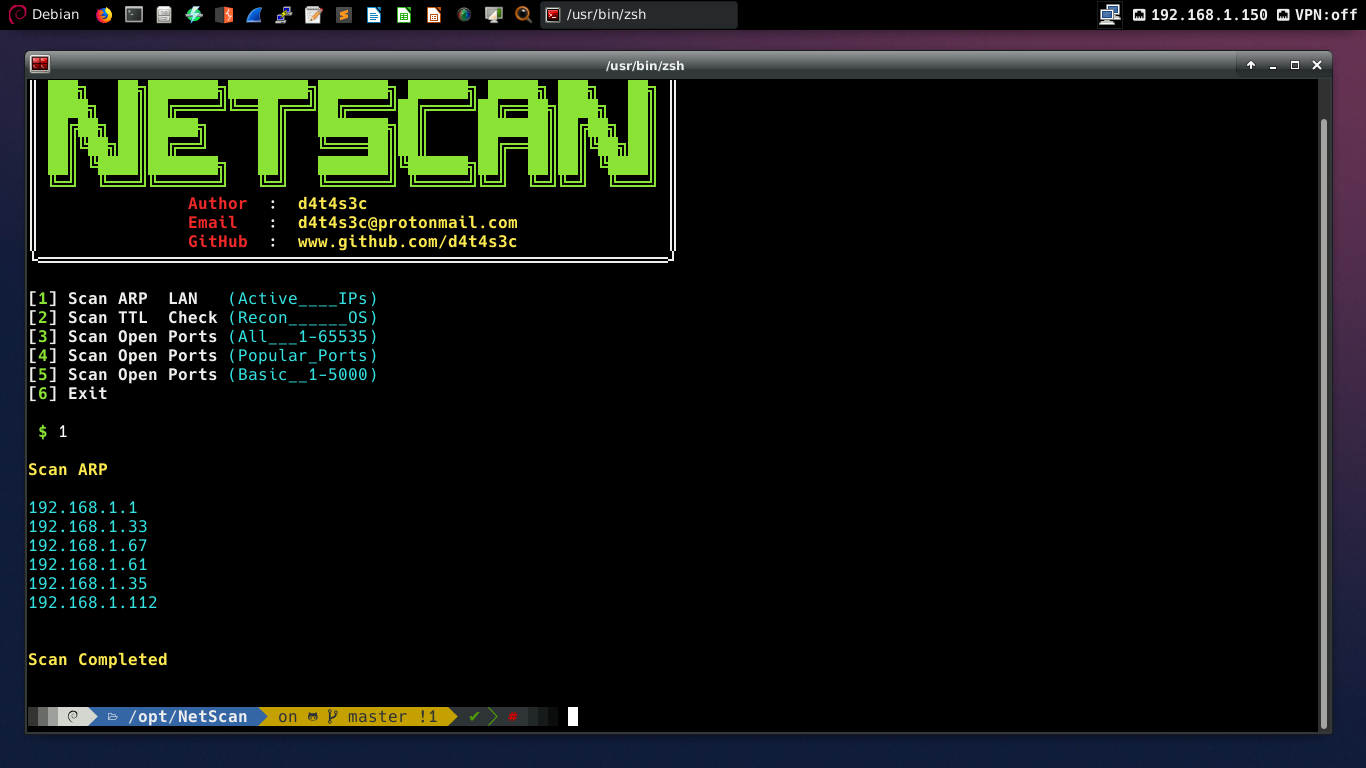 Debian /usr/bin/zsh 192.168.1.150 VPN:off
/usr/bin/zsh
NETSCAN
Author : d4t4s3c
Email : d4t4s3c@protonmail.com
GitHub : www.github.com/d4t4s3c
[1] Scan ARP LAN (Active____IPs)
[2] Scan TTL Check (Recon______OS)
[3] Scan Open Ports (All___1-65535)
[4] Scan Open Ports (Popular_Ports)
[5] Scan Open Ports (Basic__1-5000)
[6] Exit
$ 1
Scan ARP
192.168.1.1
192.168.1.33
192.168.1.67
192.168.1.61
192.168.1.35
192.168.1.112
Scan Completed
/opt/NetScan on master !1 ✔ #